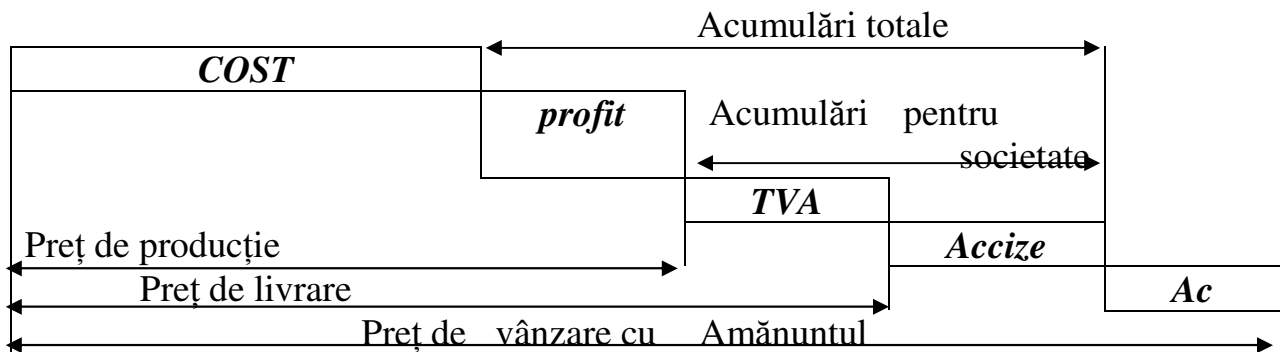 Acumulări totale
COST
profit
Acumulări pentru
societate
TVA
Preț de producție
Accize
Preț de livrare
Ac
Preț de vânzare cu Amănuntul